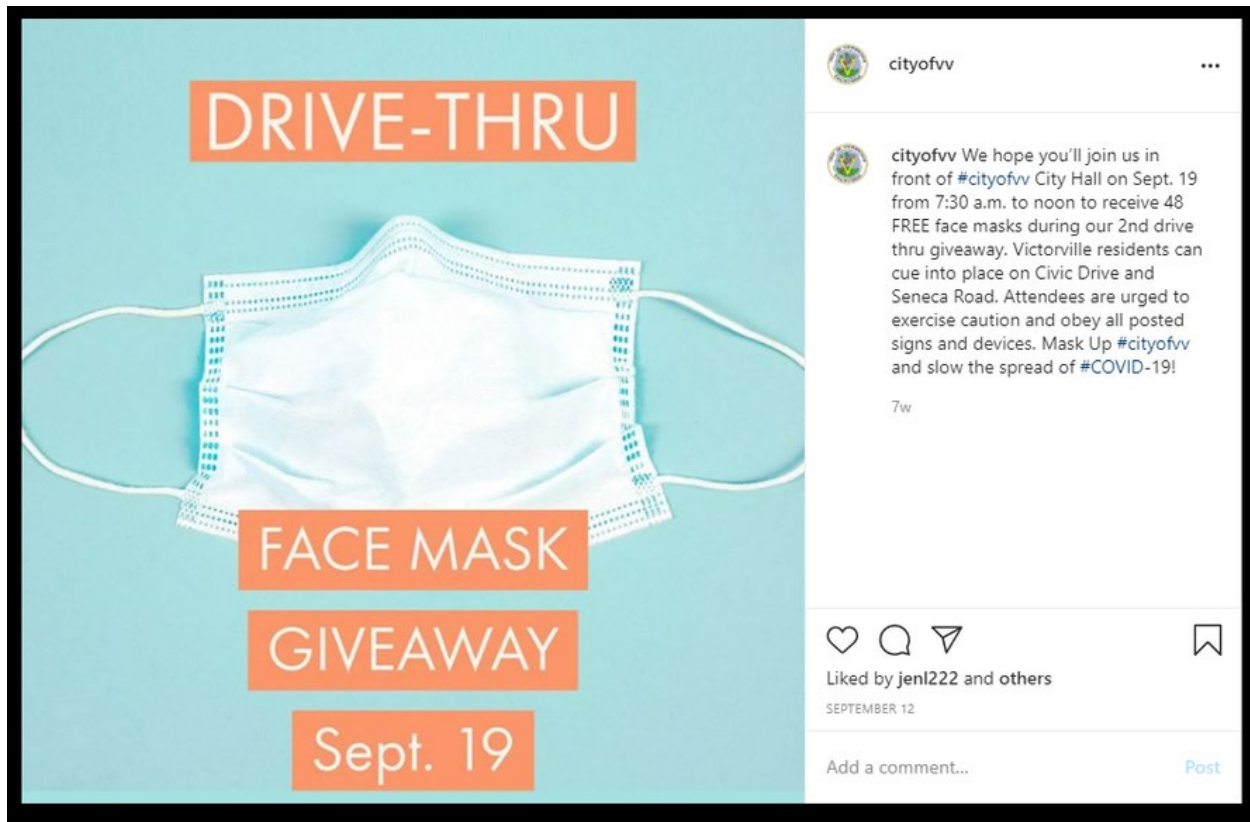 DRIVE-THRU
FACE MASK
GIVEAWAY
Sept. 19
cityofvv
cityofvv We hope you'll join us in
front of #cityofvv City Hall on Sept. 19
from 7:30 a.m. to noon to receive 48
FREE face masks during our 2nd drive
thru giveaway. Victorville residents can
cue into place on Civic Drive and
Seneca Road. Attendees are urged to
exercise caution and obey all posted
signs and devices. Mask Up #cityofvv
and slow the spread of #COVID-19!
7w
Liked by jenl222 and others
SEPTEMBER 12
Add a comment...
Post